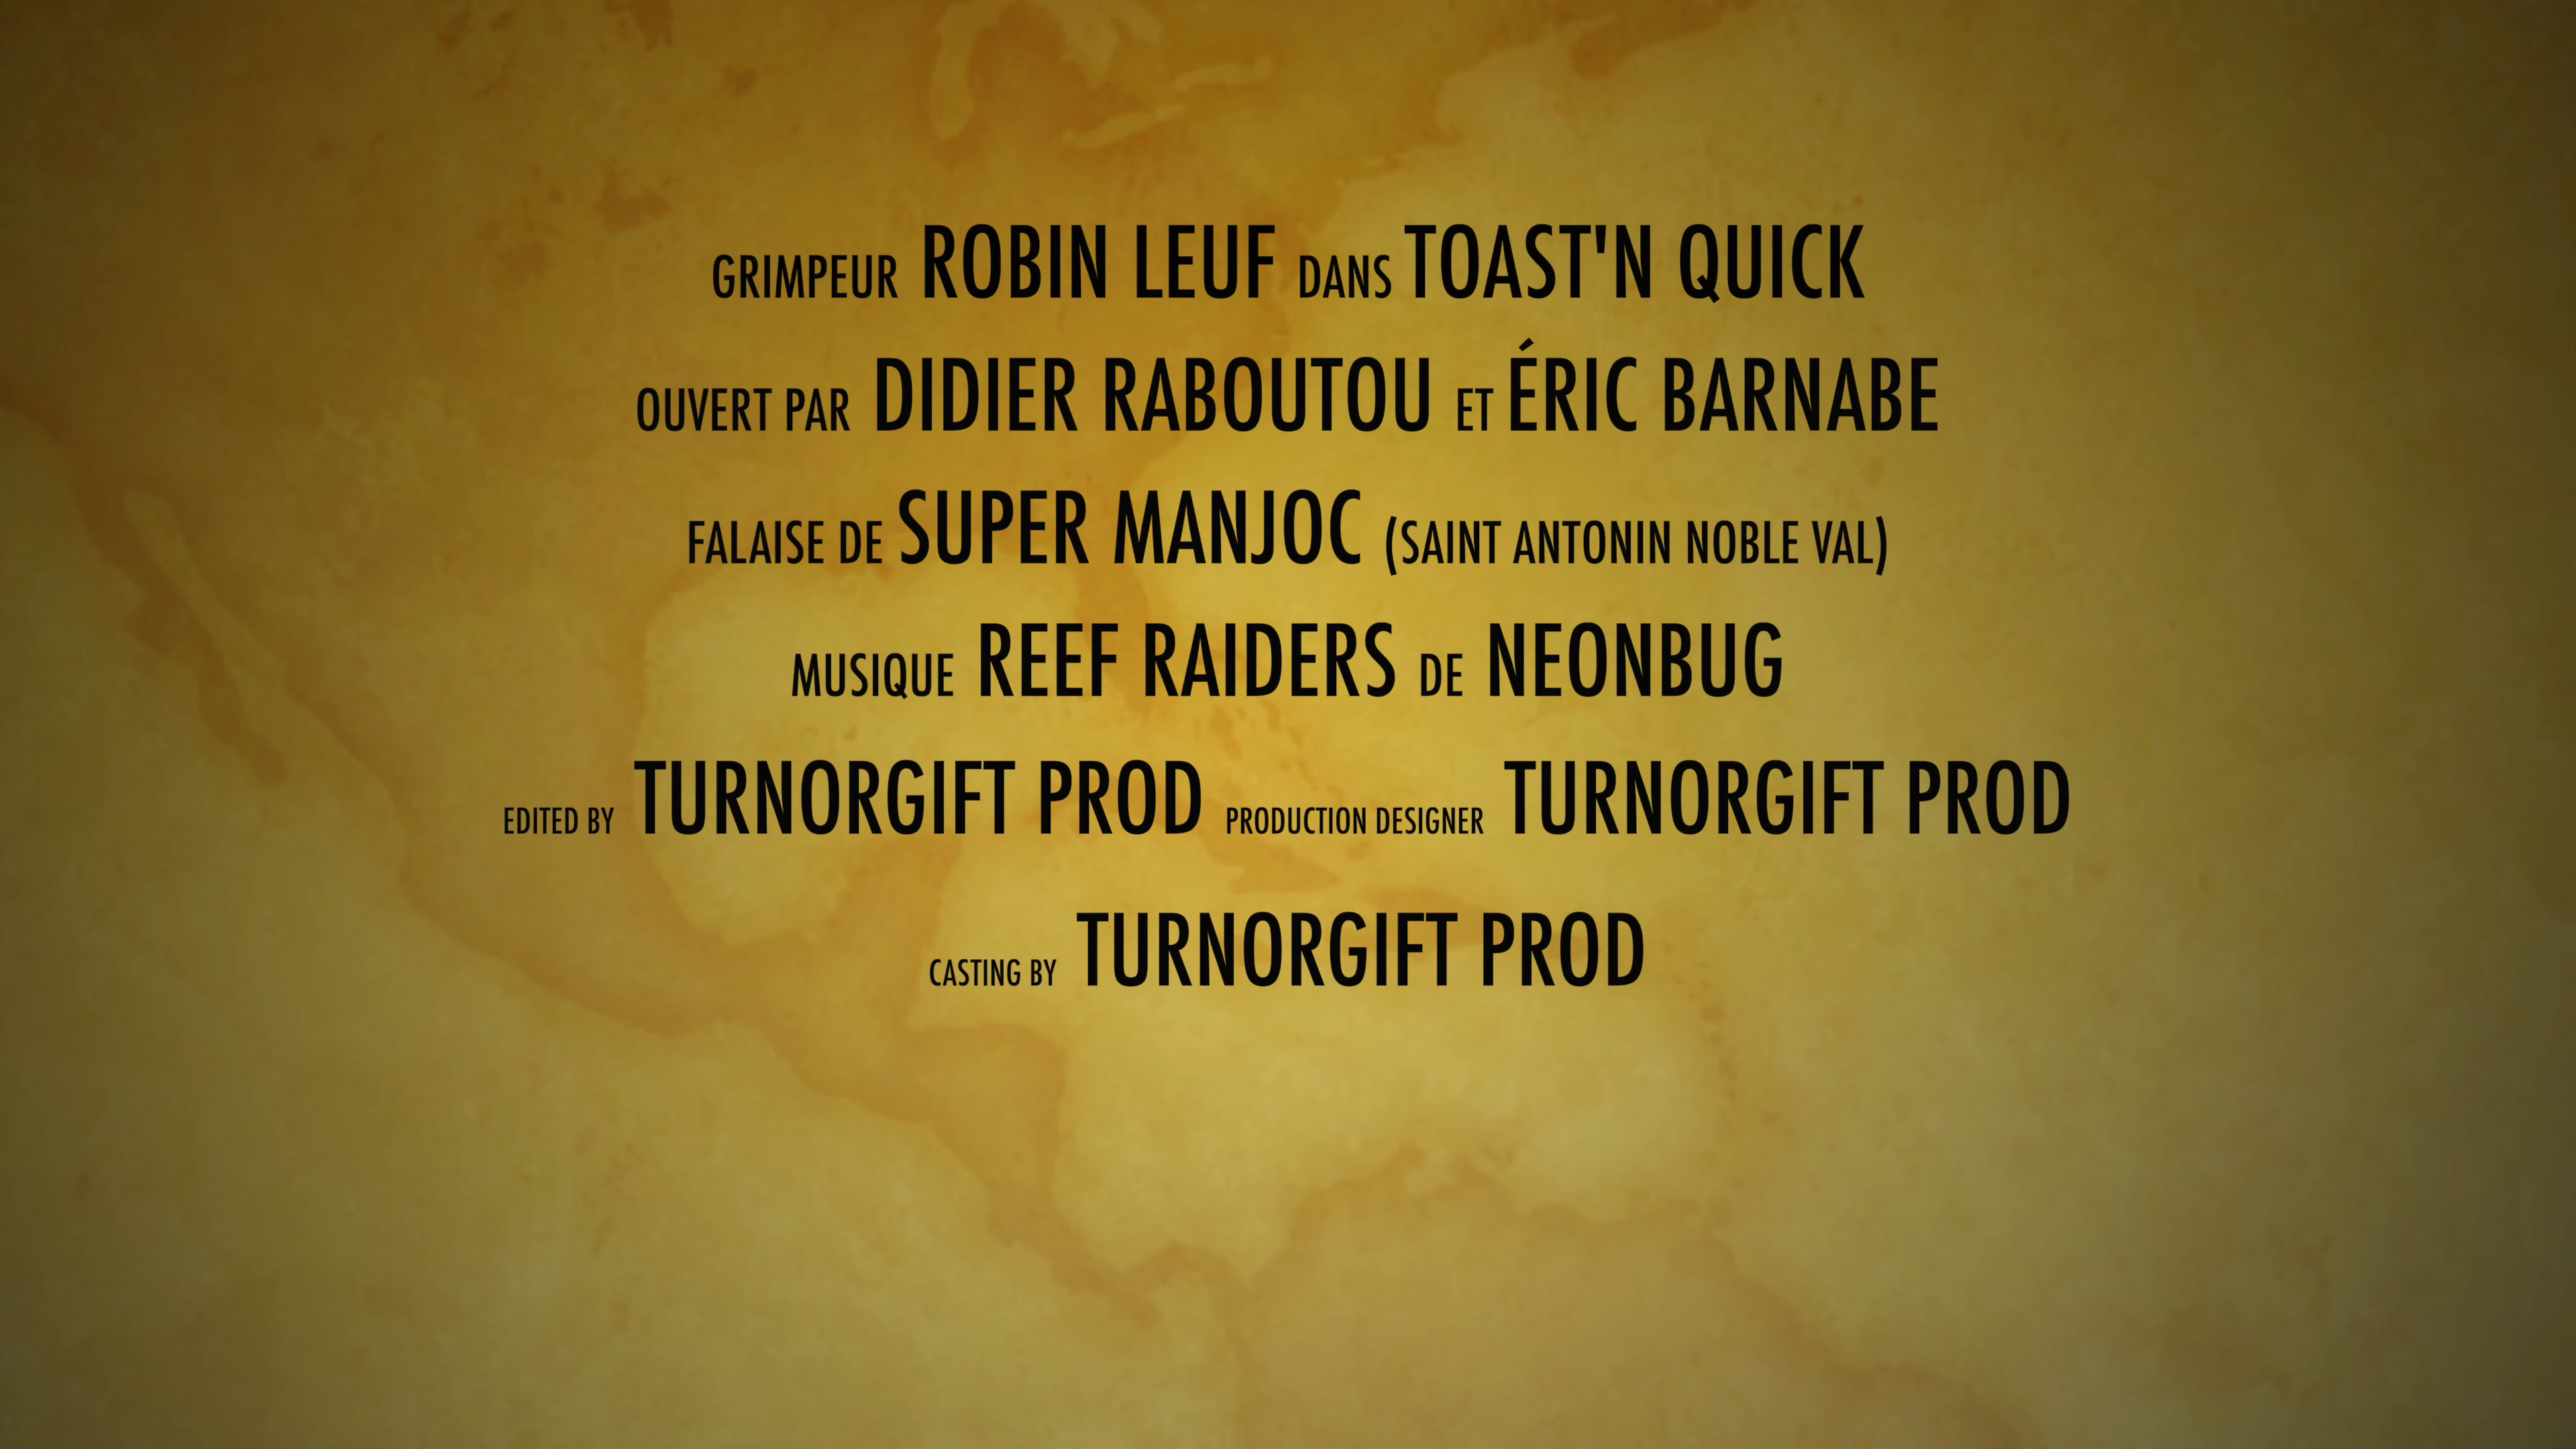 GRIMPEUR ROBIN LEUF DANS TOAST'N QUICK
OUVERT PAR DIDIER RABOUTOU ET ÉRIC BARNABE
FALAISE DE SUPER MANJOC (SAINT ANTONIN NOBLE VAL)
MUSIQUE REEF RAIDERS DE NEONBUG
EDITED BY TURNORGIFT PROD PRODUCTION DESIGNER TURNORGIFT PROD
CASTING BY TURNORGIFT PROD